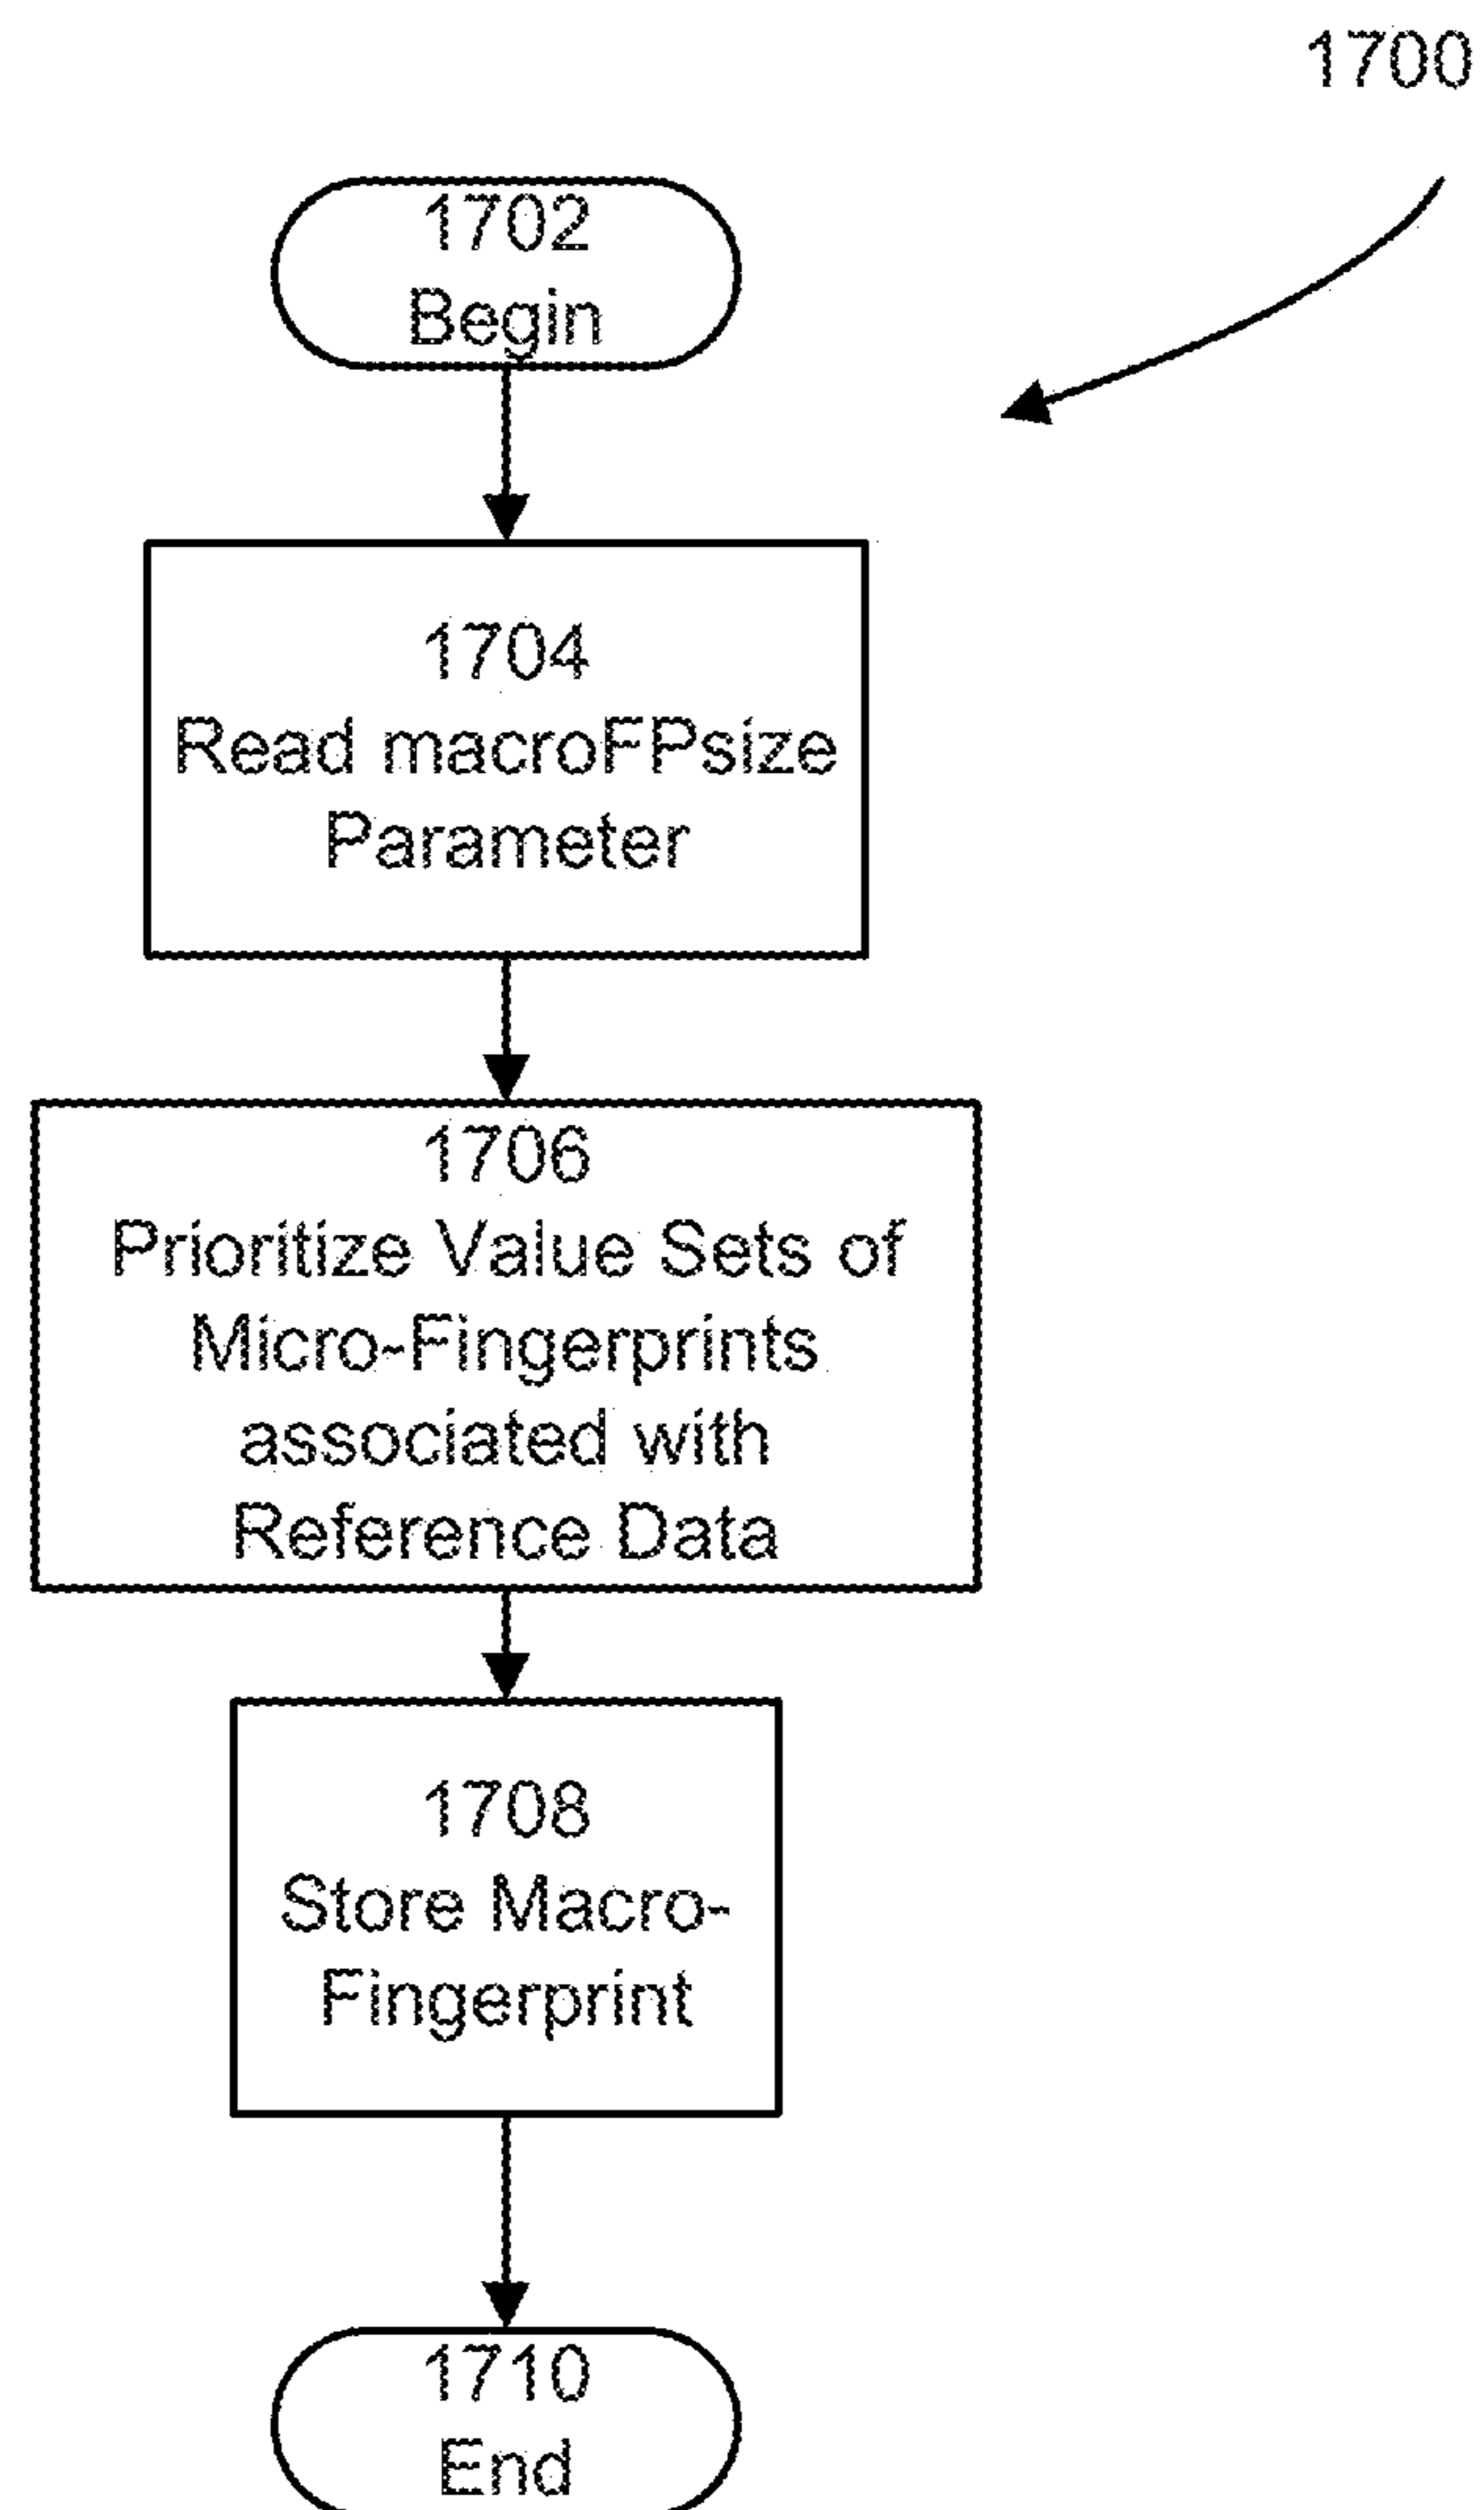 1700
1702
Begin
1704
Read macroFPsize
Parameter
1706
Prioritize Value Sets of
Micro-Fingerprints
associated with
Reference Data
1708
Store Macro-
Fingerprint
1710
End